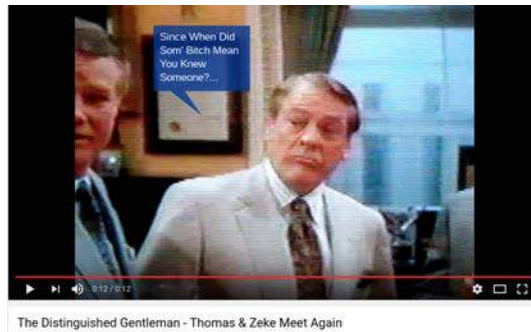 Since When Did
Som' Bitch Mean
You Knew
Someone?...
0:12 / 0:12
The Distinguished Gentleman - Thomas & Zeke Meet Again